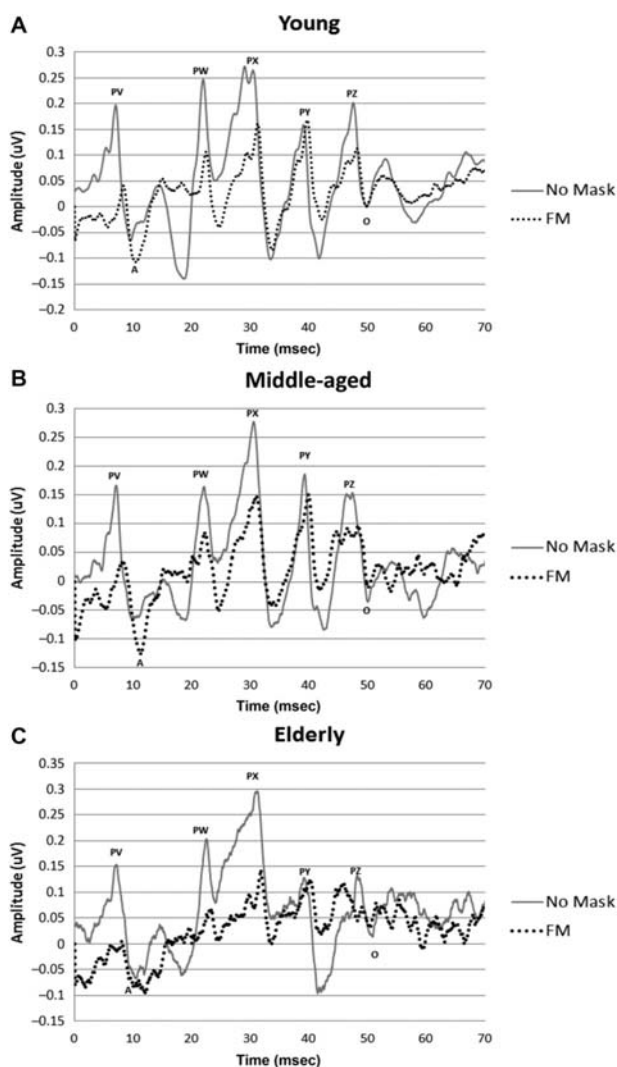 A
Young
Amplitude (uV)
0.3
0.25
0.2
0.15
0.1
0.05
0
−0.05
−0.1
−0.15
−0.2
PV
PW
PX
PY
PZ
A
O
0 10 20 30 40 50 60 70
Time (msec)
No Mask
FM
B
Middle-aged
Amplitude (uV)
0.3
0.25
0.2
0.15
0.1
0.05
0
−0.05
−0.1
−0.15
PV
PW
PX
PY
PZ
A
O
0 10 20 30 40 50 60 70
Time (msec)
No Mask
FM
C
Elderly
Amplitude (uV)
0.35
0.3
0.25
0.2
0.15
0.1
0.05
0
−0.05
−0.1
−0.15
PV
PW
PX
PY
PZ
A
O
0 10 20 30 40 50 60 70
Time (msec)
No Mask
FM